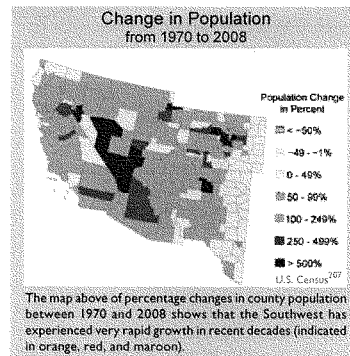 Change in Population
from 1970 to 2008
Population Change
in Percent
< -50%
-49 - -1%
0 - 49%
50 - 99%
100 - 249%
250 - 499%
> 500%
U.S. Census207
The map above of percentage changes in county population
between 1970 and 2008 shows that the Southwest has
experienced very rapid growth in recent decades (indicated
in orange, red, and maroon).